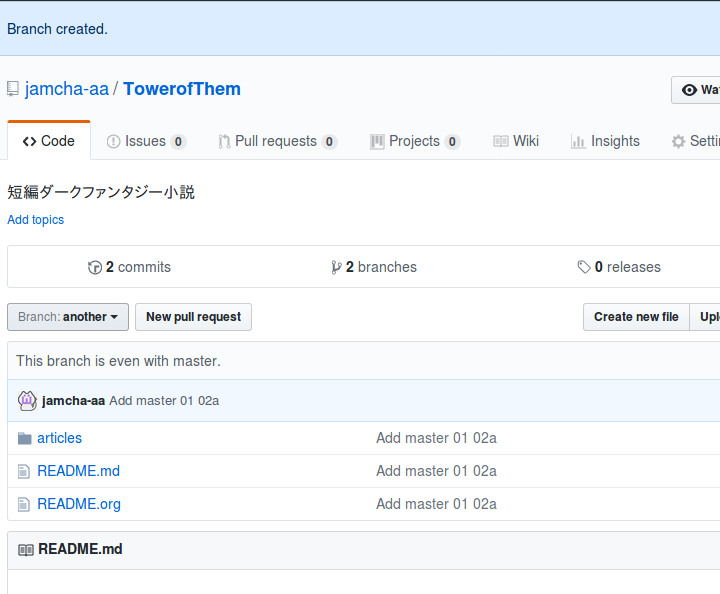 Branch created.
jamcha-aa / TowerofThem
Code Issues 0 Pull requests 0 Projects 0 Wiki Insights
短編ダークファンタジー小説
Add topics
2 commits 2 branches 0 releases
Branch: another New pull request Create new file
This branch is even with master.
jamcha-aa Add master 01 02a
articles Add master 01 02a
README.md Add master 01 02a
README.org Add master 01 02a
README.md